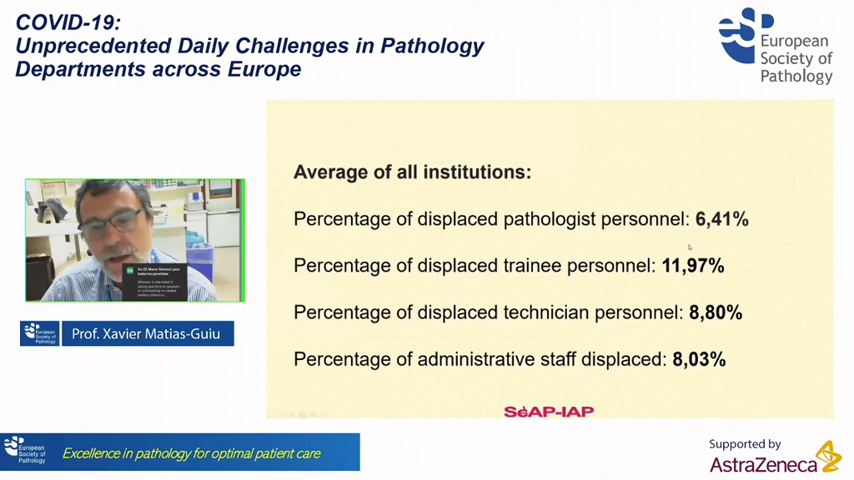 COVID-19:
Unprecedented Daily Challenges in Pathology
Departments across Europe
European
Society of
Pathology
Average of all institutions:
Percentage of displaced pathologist personnel: 6,41%
Percentage of displaced trainee personnel: 11,97%
Percentage of displaced technician personnel: 8,80%
Percentage of administrative staff displaced: 8,03%
SEAP-IAP
European
Society of
Pathology
Prof. Xavier Matias-Guiu
European
Society of
Pathology
Excellence in pathology for optimal patient care
Supported by
AstraZeneca